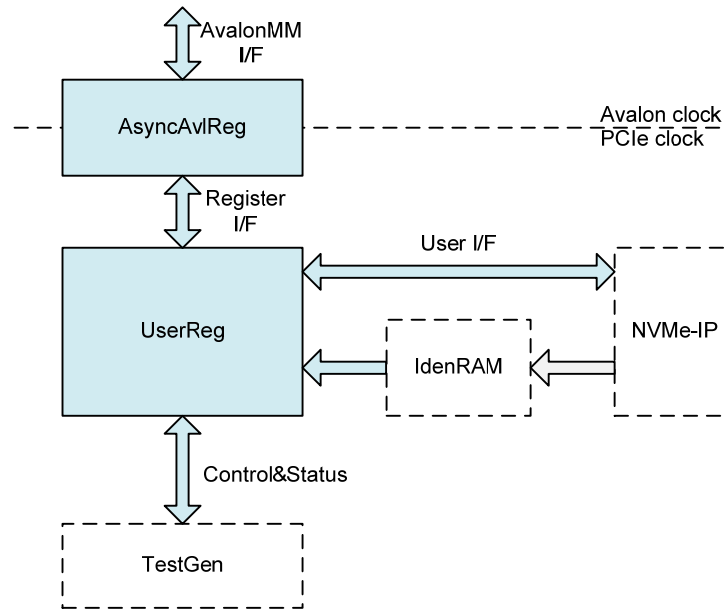 AvalonMM
I/F
AsyncAvlReg
Avalon clock
PCIe clock
Register
I/F
User I/F
UserReg
IdenRAM
NVMe-IP
Control&Status
TestGen